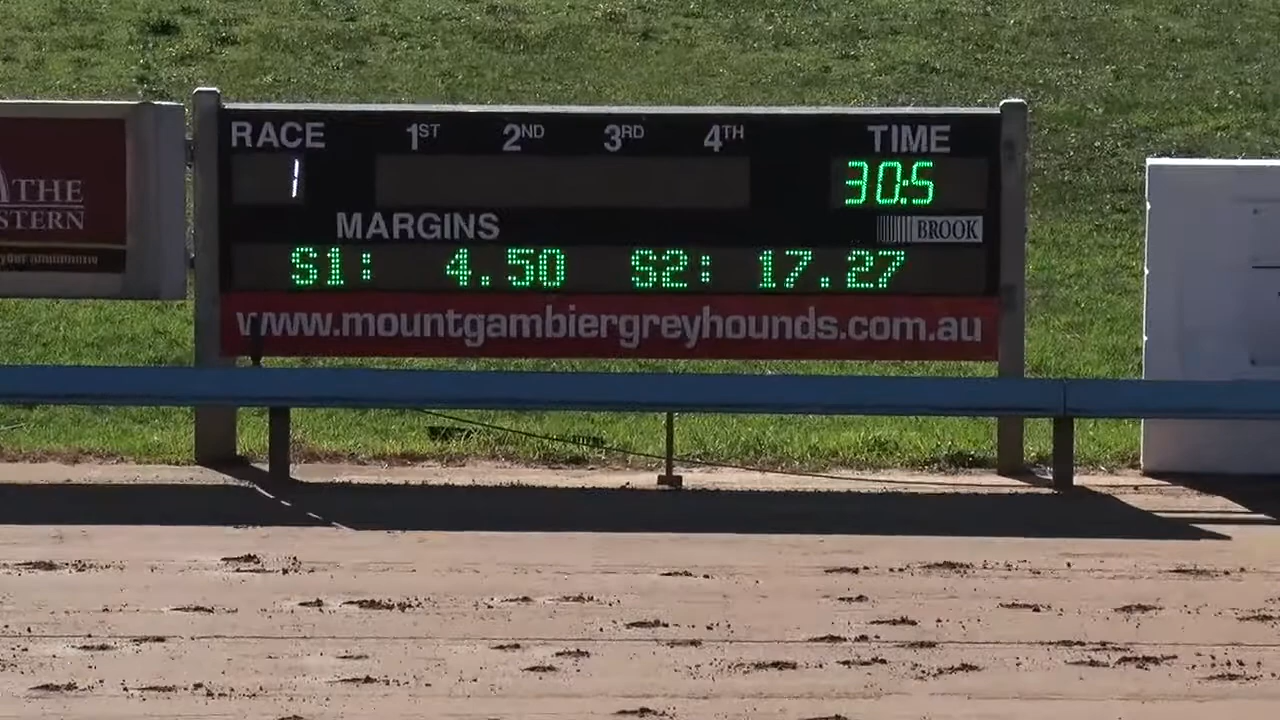 RACE 1ST 2ND 3RD 4TH TIME
1 30:5
MARGINS BROOK
S1: 4.50 S2: 17.27
www.mountgambiergreyhounds.com.au
THE
STERN
your